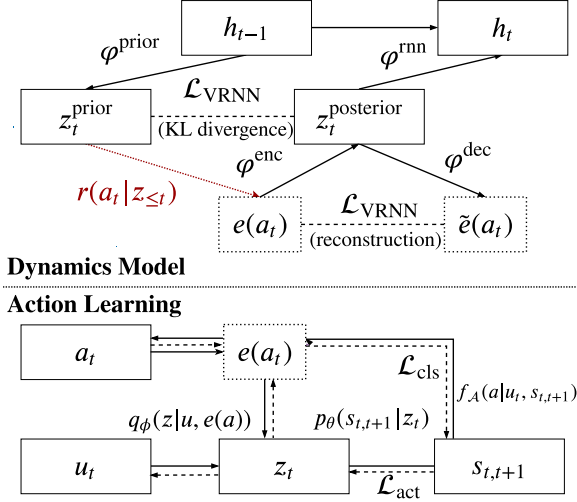 h_{t-1}
h_t
φ^{prior}
φ^{rnn}
ℒ_{VRNN}
z_t^{prior}
z_t^{posterior}
(KL divergence)
φ^{enc}
φ^{dec}
r(a_t|z_{≤t})
e(a_t)
ℒ_{VRNN}
ẽ(a_t)
(reconstruction)
Dynamics Model
Action Learning
a_t
e(a_t)
ℒ_{cls}
f_𝒜(a|u_t, s_{t,t+1})
q_ϕ(z|u, e(a))
p_θ(s_{t,t+1}|z_t)
u_t
z_t
s_{t,t+1}
ℒ_{act}